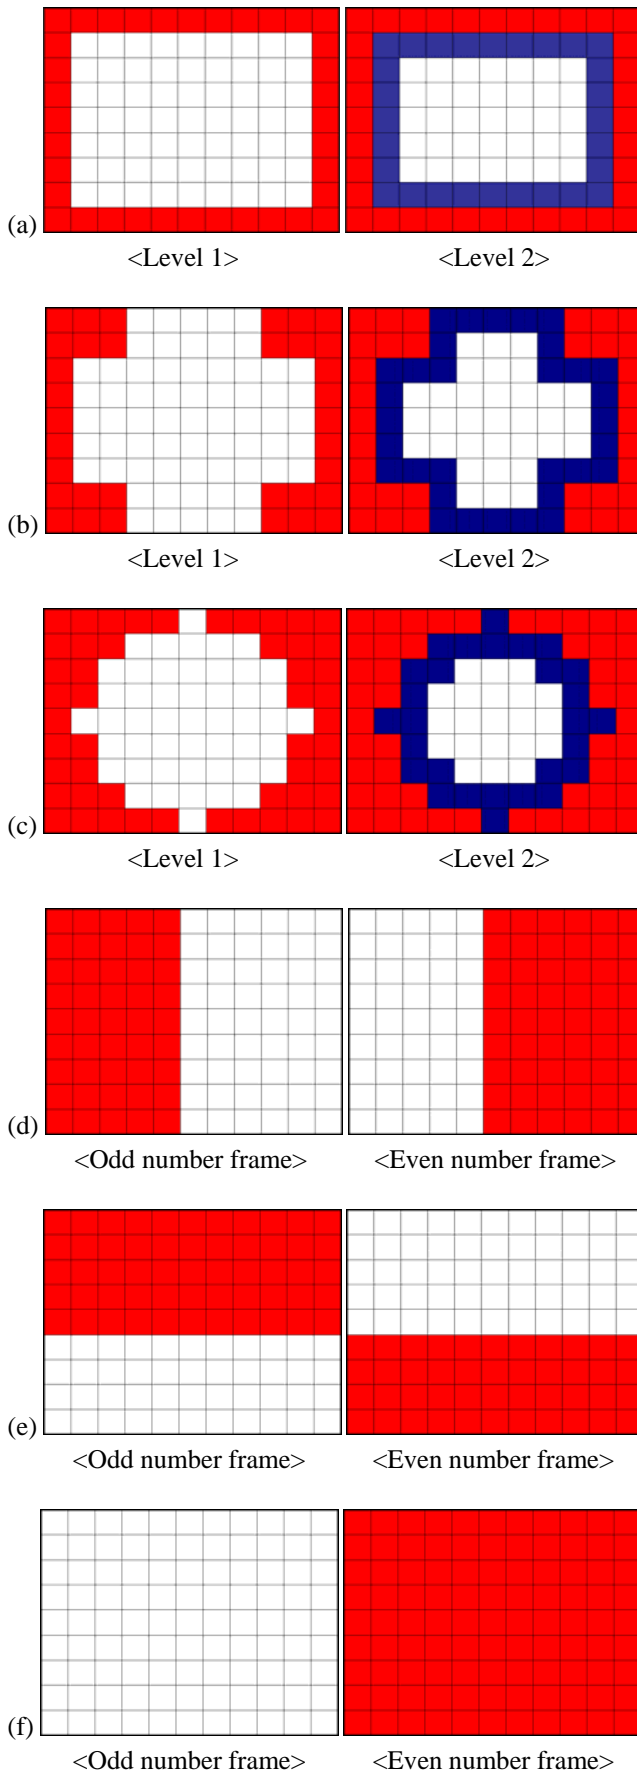 (a)
<Level 1> <Level 2>
(b)
<Level 1> <Level 2>
(c)
<Level 1> <Level 2>
(d)
<Odd number frame> <Even number frame>
(e)
<Odd number frame> <Even number frame>
(f)
<Odd number frame> <Even number frame>